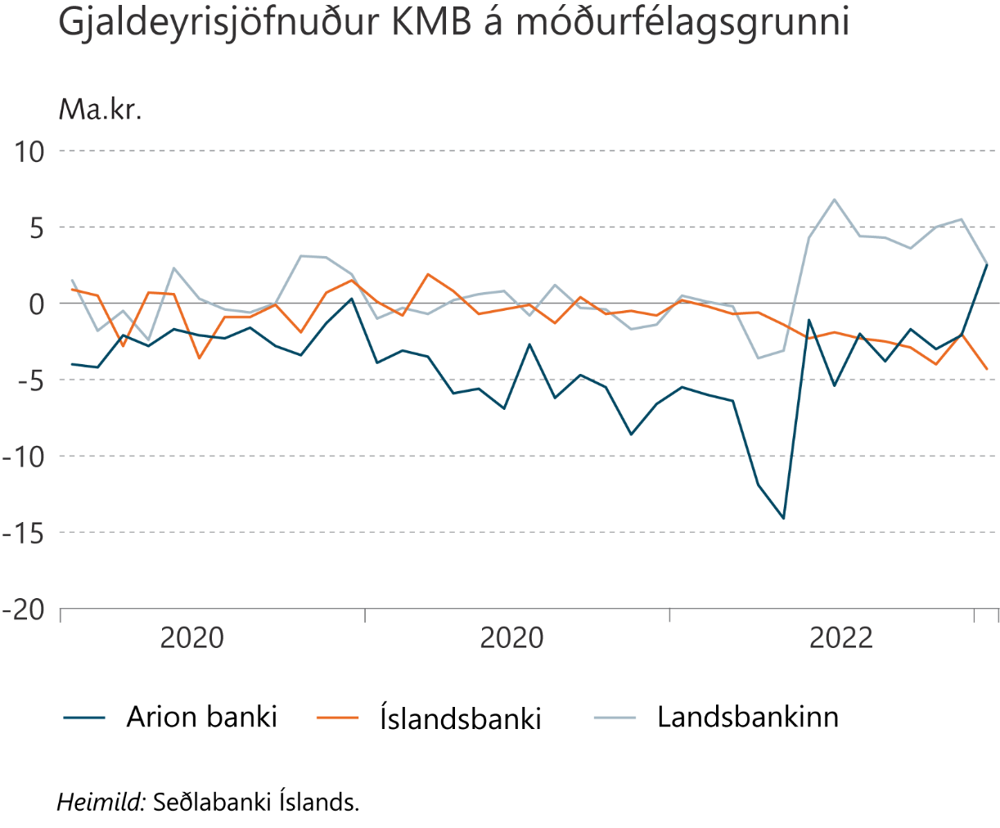 Gjaldeyrisjöfnuður KMB á móðurfélagsgrunni
Ma.kr.
10
5
0
-5
-10
-15
-20
2020 2020 2022
Arion banki Íslandsbanki Landsbankinn
Heimild: Seðlabanki Íslands.